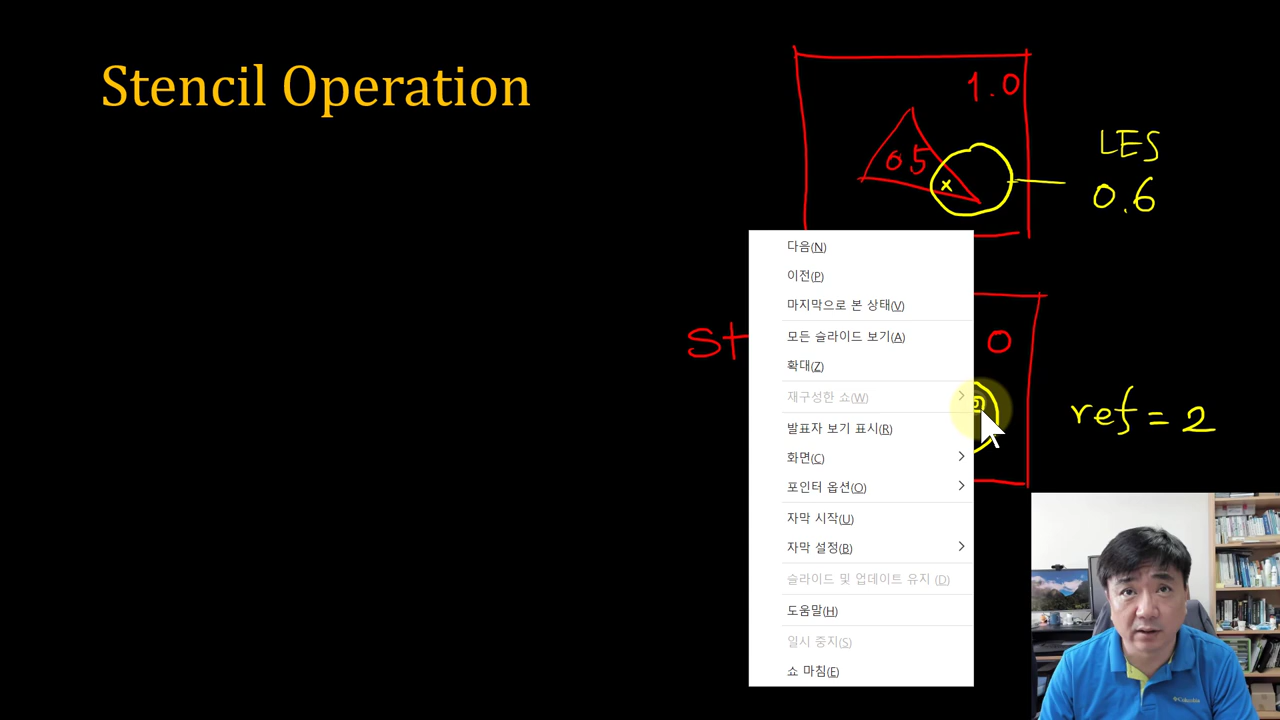 Stencil Operation
1.0
0.5
x
LES
0.6
다음(N)
이전(P)
마지막으로 본 상태(V)
모든 슬라이드 보기(A)
확대(Z)
재구성한 쇼(W)
발표자 보기 표시(R)
화면(C)
포인터 옵션(O)
자막 시작(U)
자막 설정(B)
슬라이드 및 업데이트 유지 (D)
도움말(H)
일시 중지(S)
쇼 마침(E)
St
0
ref = 2
Columbia